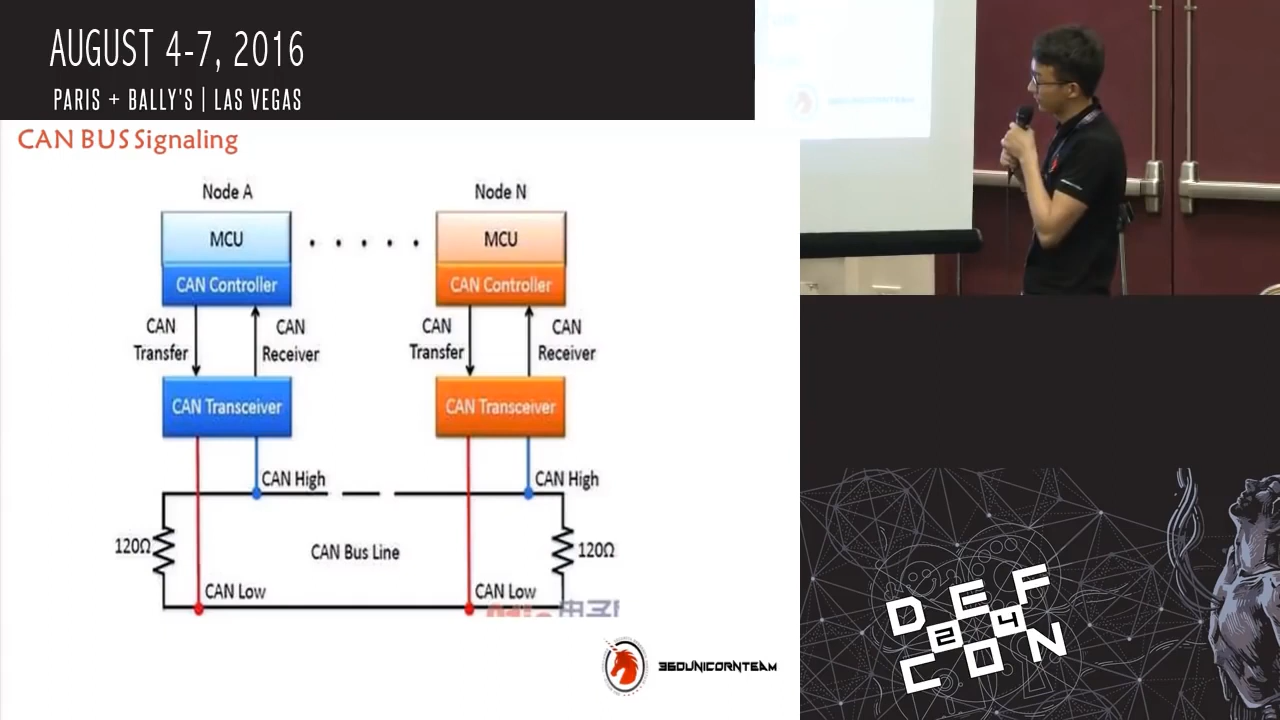 AUGUST 4-7, 2016
PARIS + BALLY'S | LAS VEGAS
CAN BUS Signaling
Node A
Node N
MCU
MCU
CAN Controller
CAN Controller
CAN
Transfer
CAN
Receiver
CAN
Transfer
CAN
Receiver
CAN Transceiver
CAN Transceiver
CAN High
CAN High
120Ω
CAN Bus Line
120Ω
CAN Low
CAN Low
360UNICORNTEAM
360UNICORNTEAM
DEF
24
CON